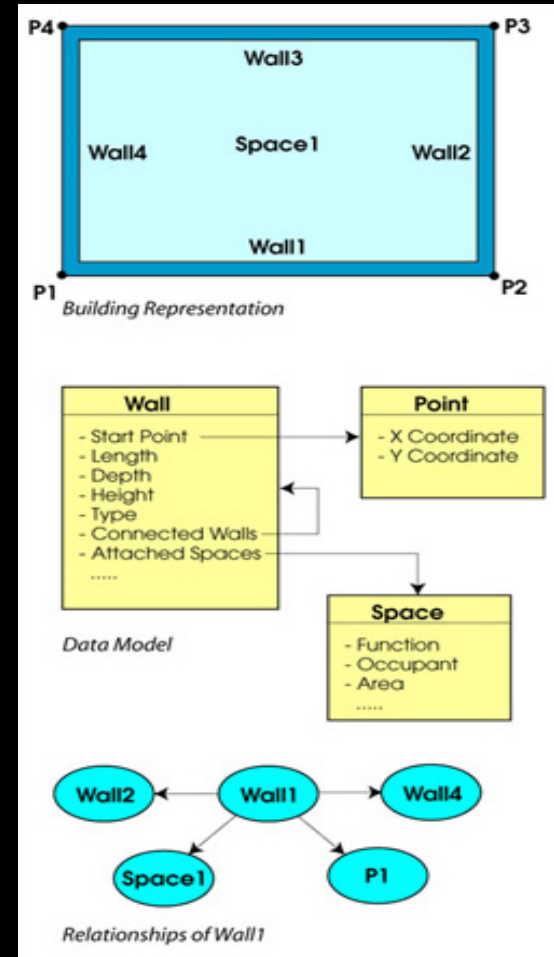 P4
P3
Wall3
Wall4
Space1
Wall2
Wall1
P1
P2
Building Representation
Wall
- Start Point
- Length
- Depth
- Height
- Type
- Connected Walls
- Attached Spaces
.....
Point
- X Coordinate
- Y Coordinate
Space
- Function
- Occupant
- Area
.....
Data Model
Wall2
Wall1
Wall4
Space1
P1
Relationships of Wall1